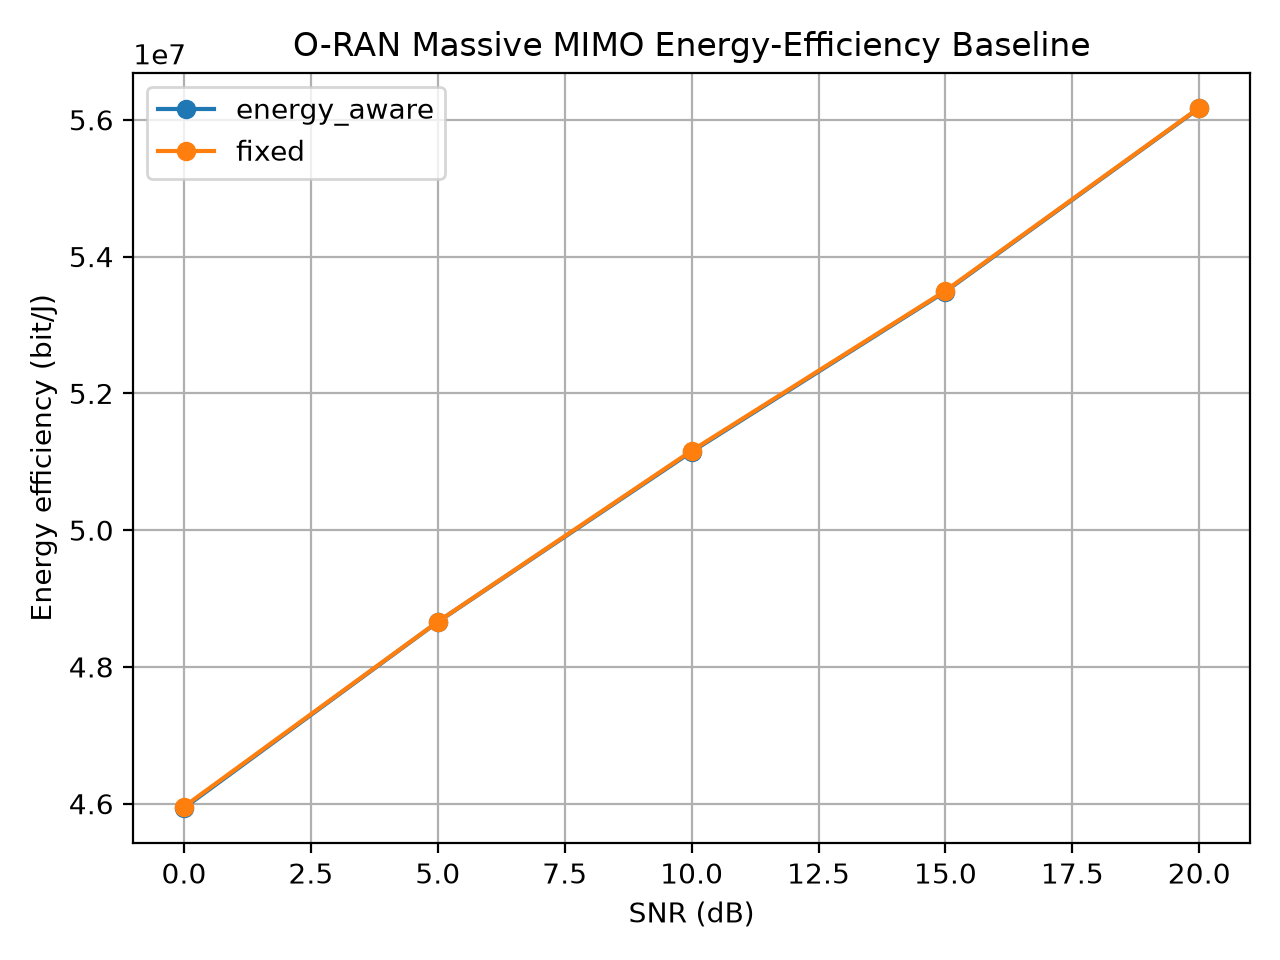 O-RAN Massive MIMO Energy-Efficiency Baseline
1e7
energy_aware
fixed
5.6
5.4
5.2
5.0
4.8
4.6
Energy efficiency (bit/J)
0.0 2.5 5.0 7.5 10.0 12.5 15.0 17.5 20.0
SNR (dB)